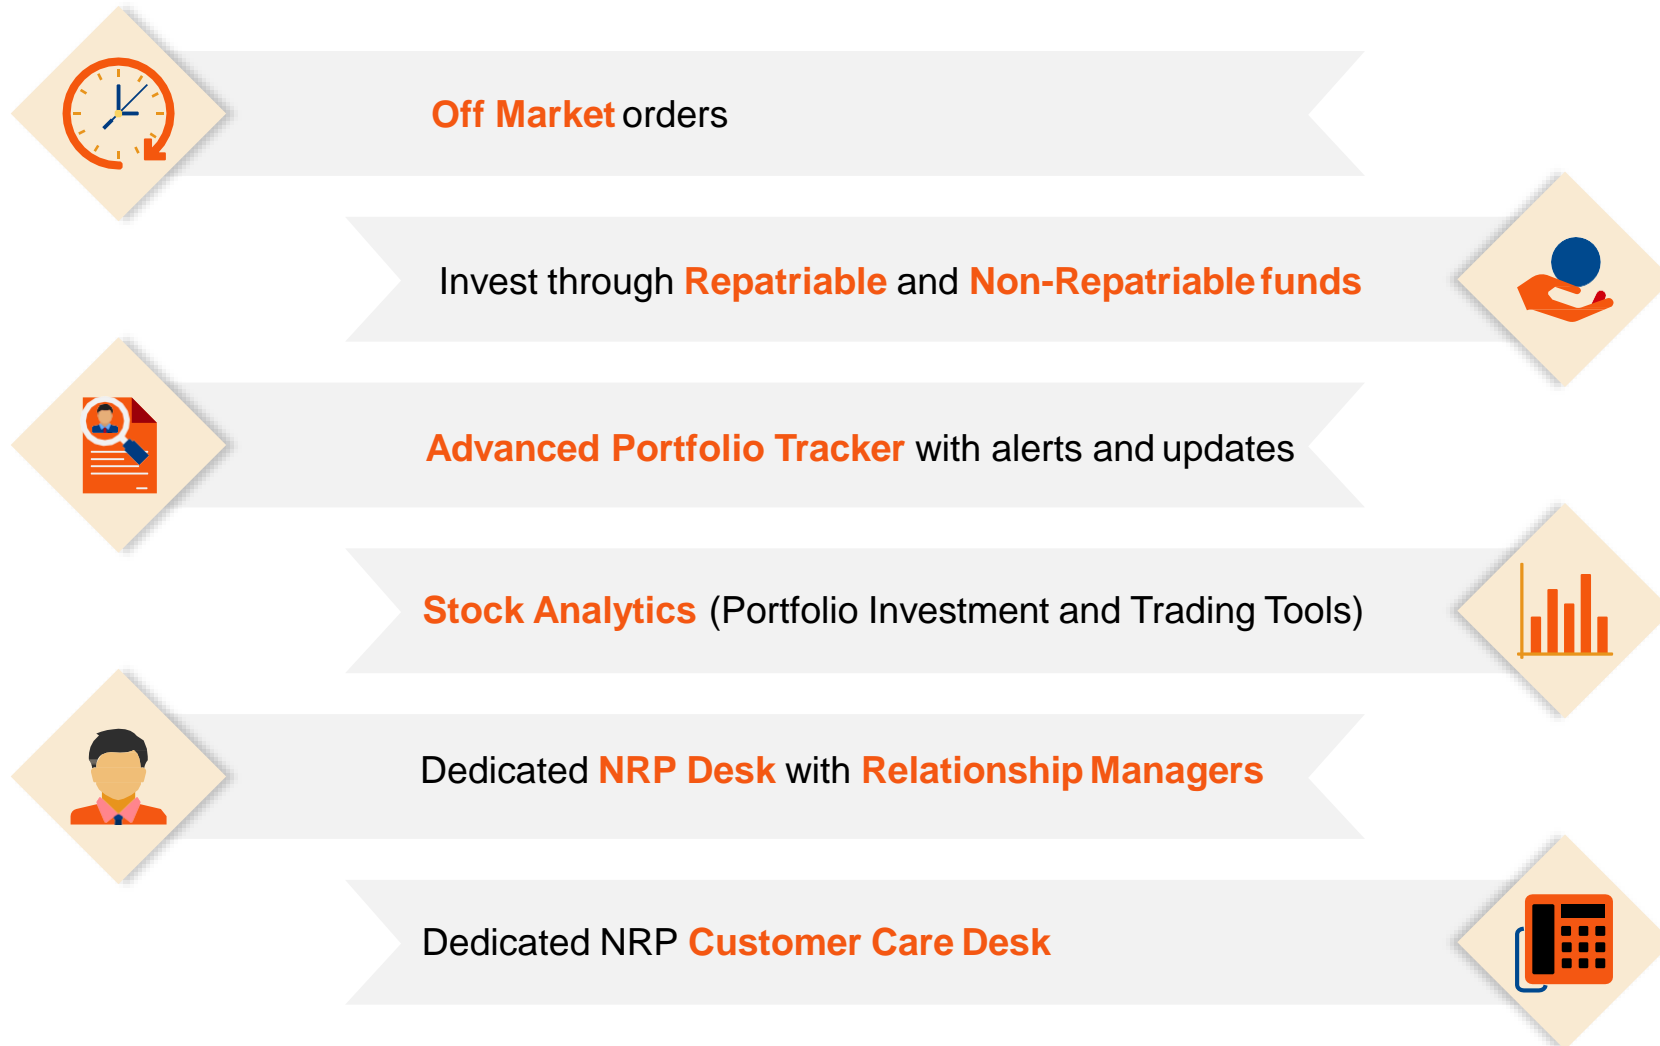 Off Market orders
Invest through Repatriable and Non-Repatriable funds
Advanced Portfolio Tracker with alerts and updates
Stock Analytics (Portfolio Investment and Trading Tools)
Dedicated NRP Desk with Relationship Managers
Dedicated NRP Customer Care Desk